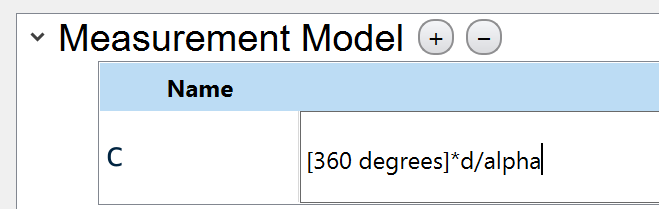 Measurement Model + −
Name
C
[360 degrees]*d/alpha